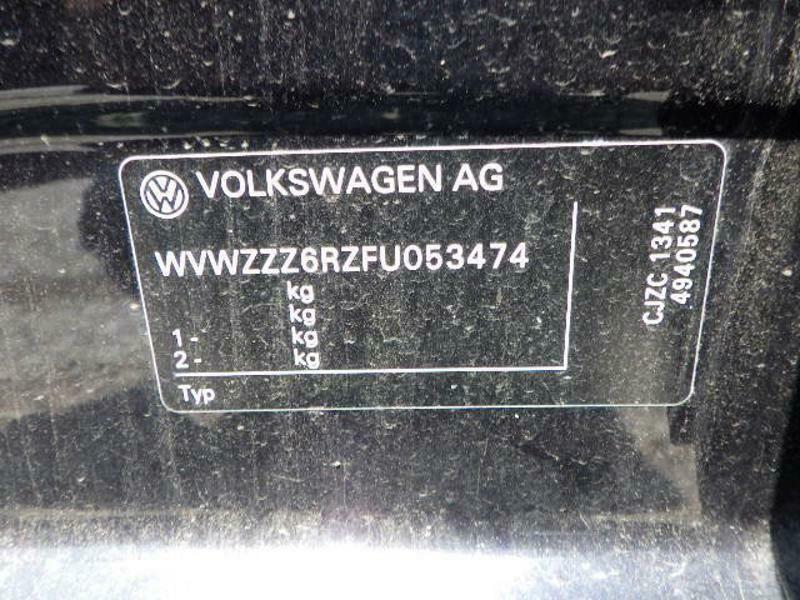 VOLKSWAGEN AG
WVWZZZ6RZFU053474
kg
kg
1- kg
2- kg
Typ
CJZC 1341
4940587